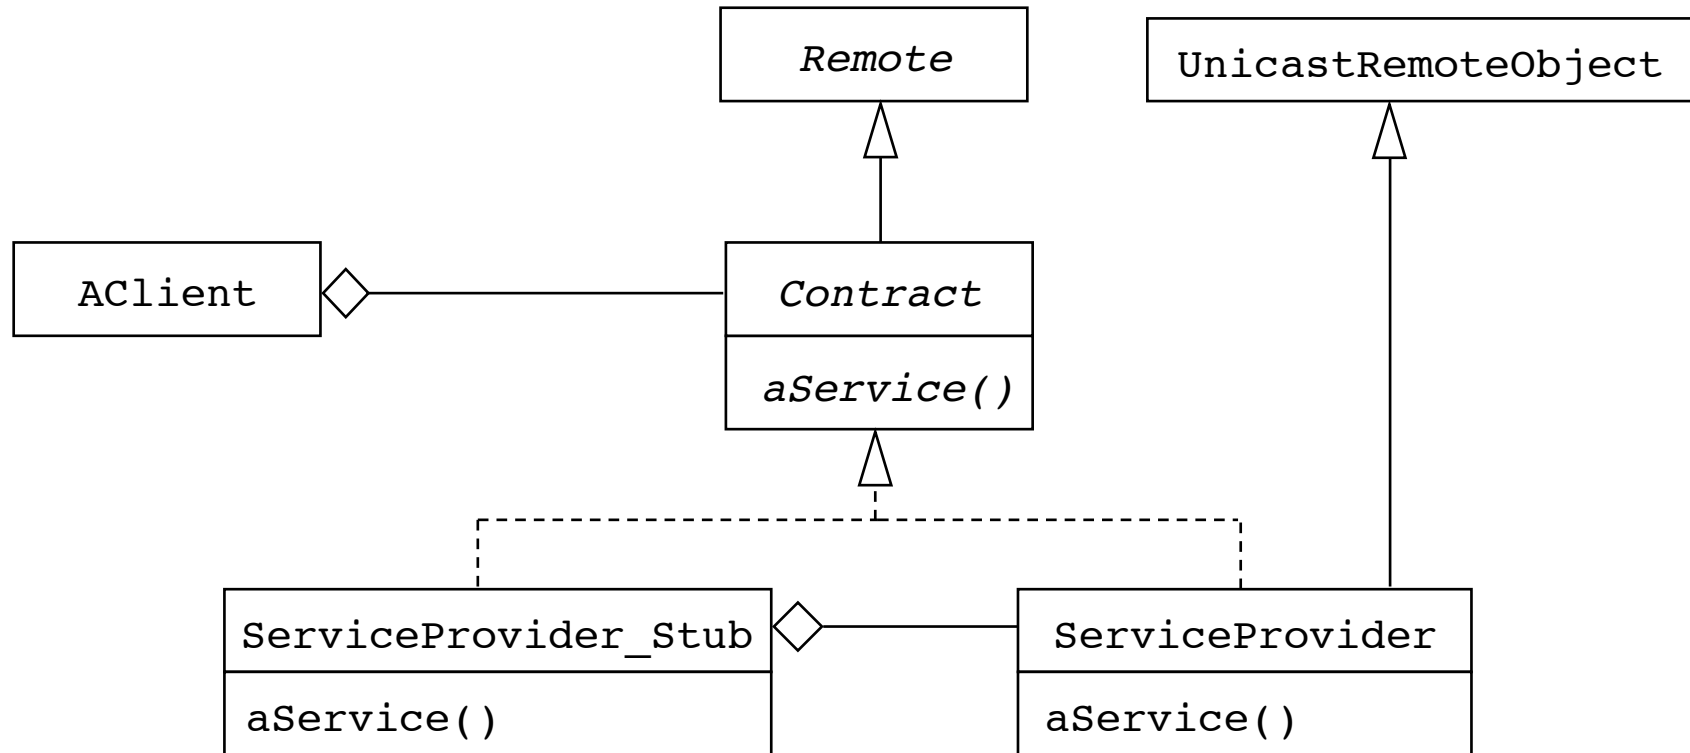 Remote
UnicastRemoteObject
AClient
Contract
aService()
ServiceProvider_Stub
ServiceProvider
aService()
aService()